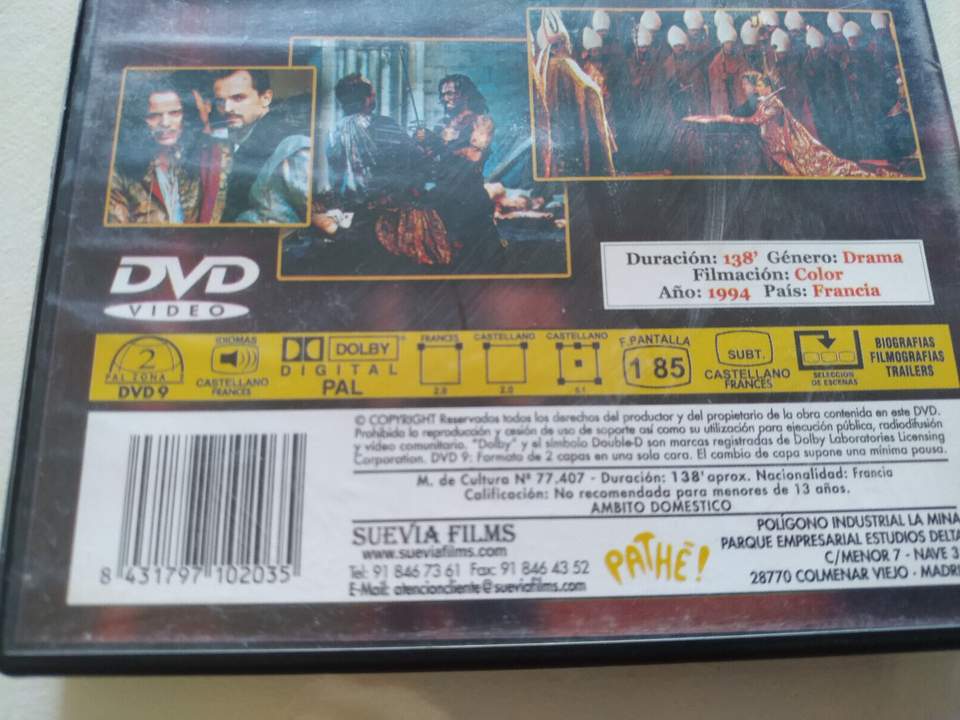 Duración: 138' Género: Drama
Filmación: Color
Año: 1994 País: Francia
DVD
VIDEO
2
PAL ZONA 2
DVD 9
IDIOMAS
CASTELLANO
FRANCÉS
DOLBY
DIGITAL
PAL
FRANCES
2.0
CASTELLANO
2.0
CASTELLANO
5.1
F. PANTALLA
1 85
SUBT.
CASTELLANO
FRANCÉS
SELECCIÓN
DE ESCENAS
BIOGRAFIAS
FILMOGRAFIAS
TRAILERS
© COPYRIGHT Reservados todos los derechos del productor y del propietario de la obra contenida en este DVD.
Prohibida la reproducción y cesión de uso de soporte así como su utilización para ejecución pública, radiodifusión
y vídeo comunitario. "Dolby" y el símbolo Double-D son marcas registradas de Dolby Laboratories Licensing
Corporation. DVD 9: Formato de 2 capas en una sola cara. El cambio de capa supone una mínima pausa.
M. de Cultura Nº 77.407 - Duración: 138' aprox. Nacionalidad: Francia
Calificación: No recomendada para menores de 13 años.
AMBITO DOMESTICO
SUEVIA FILMS
www.sueviafilms.com
Tel: 91 846 73 61 Fax: 91 846 43 52
E-Mail: atencioncliente@sueviafilms.com
PATHÉ!
POLÍGONO INDUSTRIAL LA MINA
PARQUE EMPRESARIAL ESTUDIOS DELTA
C/MENOR 7 - NAVE 3
28770 COLMENAR VIEJO - MADRI
8 431797 102035